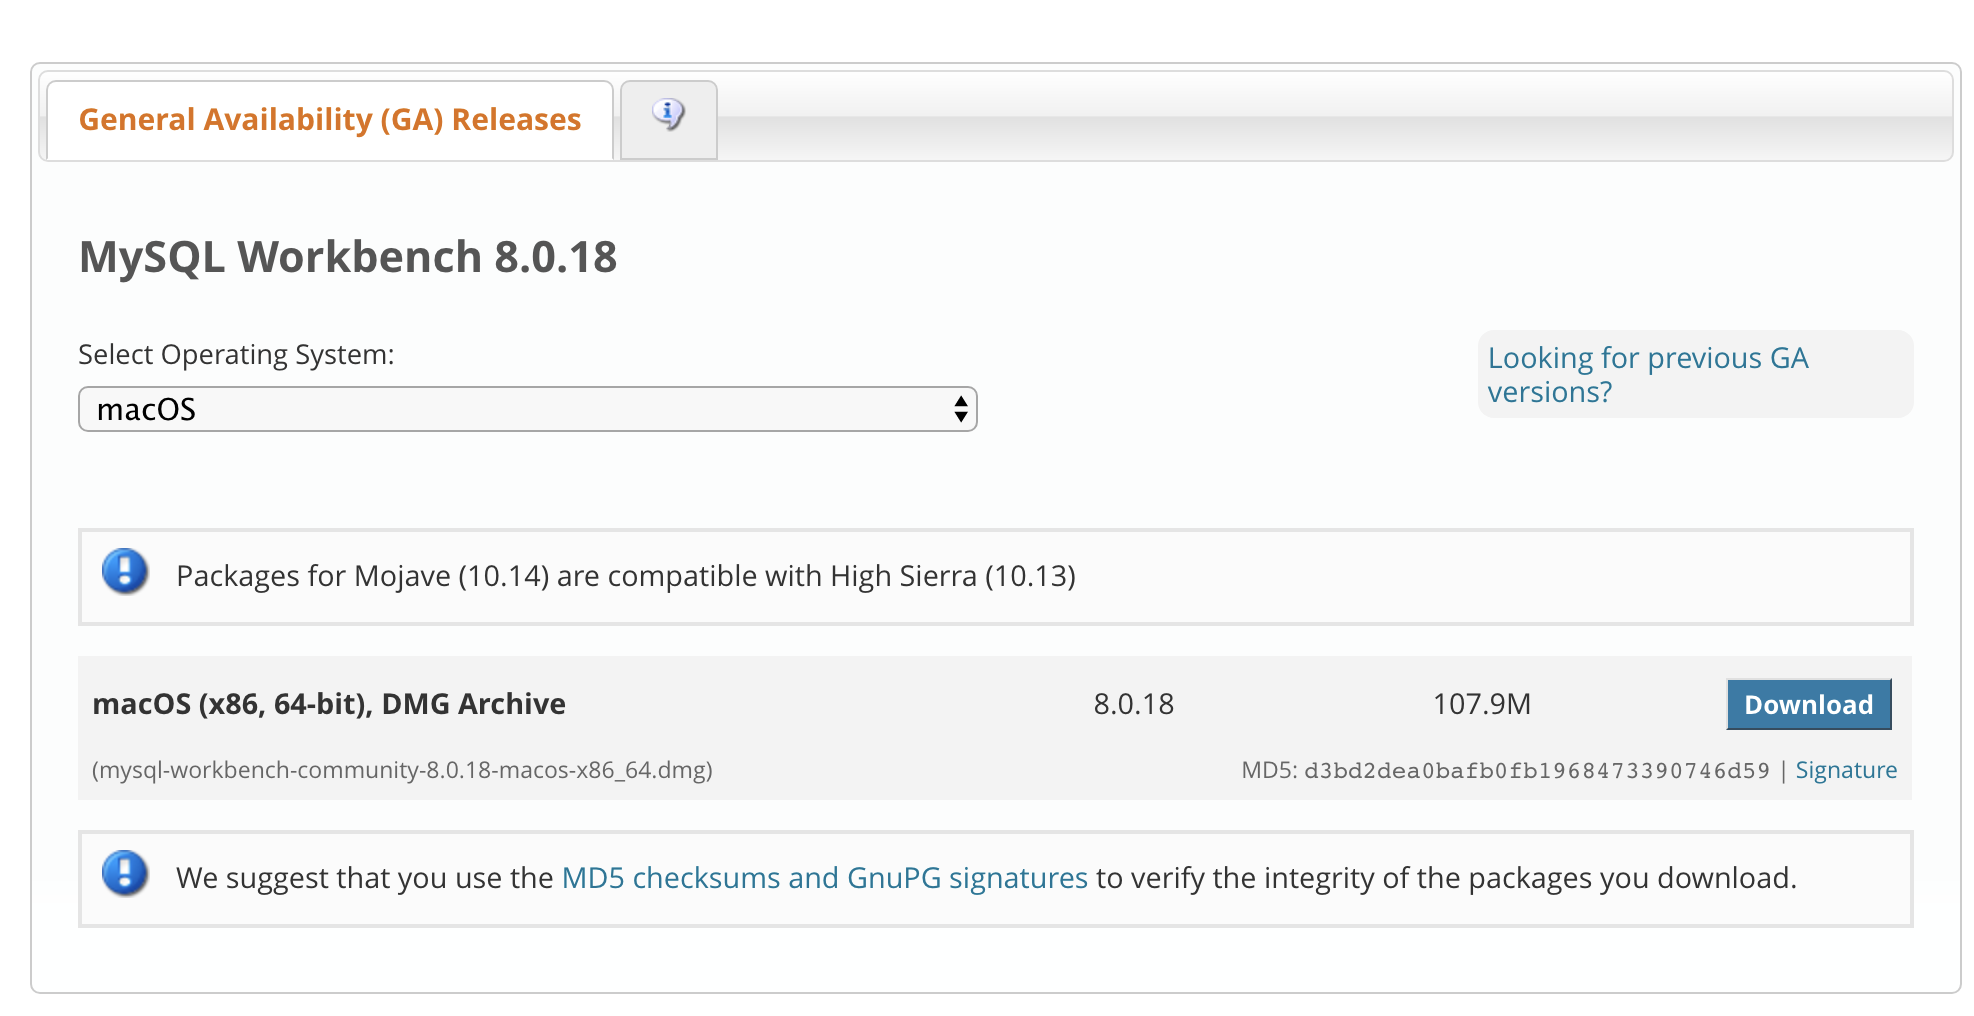 General Availability (GA) Releases
MySQL Workbench 8.0.18
Select Operating System:
macOS
Looking for previous GA
versions?
Packages for Mojave (10.14) are compatible with High Sierra (10.13)
macOS (x86, 64-bit), DMG Archive 8.0.18 107.9M Download
(mysql-workbench-community-8.0.18-macos-x86_64.dmg) MD5: d3bd2dea0bafb0fb1968473390746d59 | Signature
We suggest that you use the MD5 checksums and GnuPG signatures to verify the integrity of the packages you download.